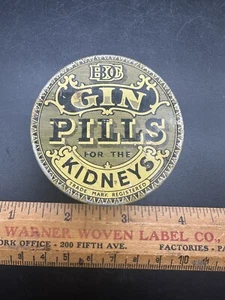 GIN
PILLS
FOR THE
KIDNEYS
TRADE MARK REGISTERED
1 2 3 4
WARNER WOVEN LABEL CO.,
ORK OFFICE - 200 FIFTH AVE. FACTORIES - PA